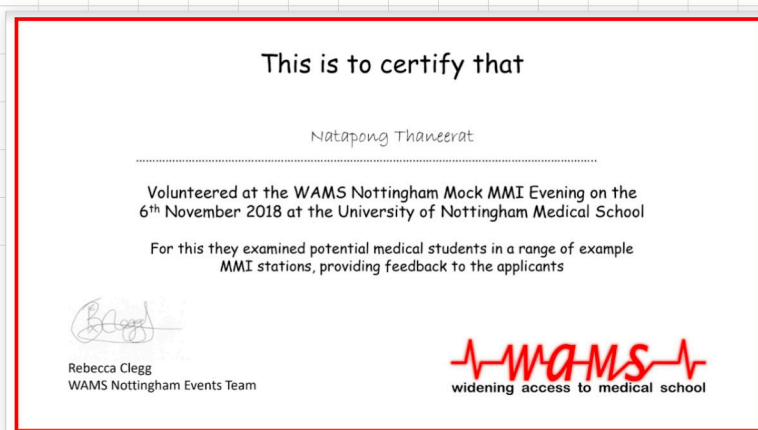 This is to certify that
Natapong Thaneerat
Volunteered at the WAMS Nottingham Mock MMI Evening on the
6th November 2018 at the University of Nottingham Medical School
For this they examined potential medical students in a range of example
MMI stations, providing feedback to the applicants
B Clegg
Rebecca Clegg
WAMS Nottingham Events Team
WAMS
widening access to medical school